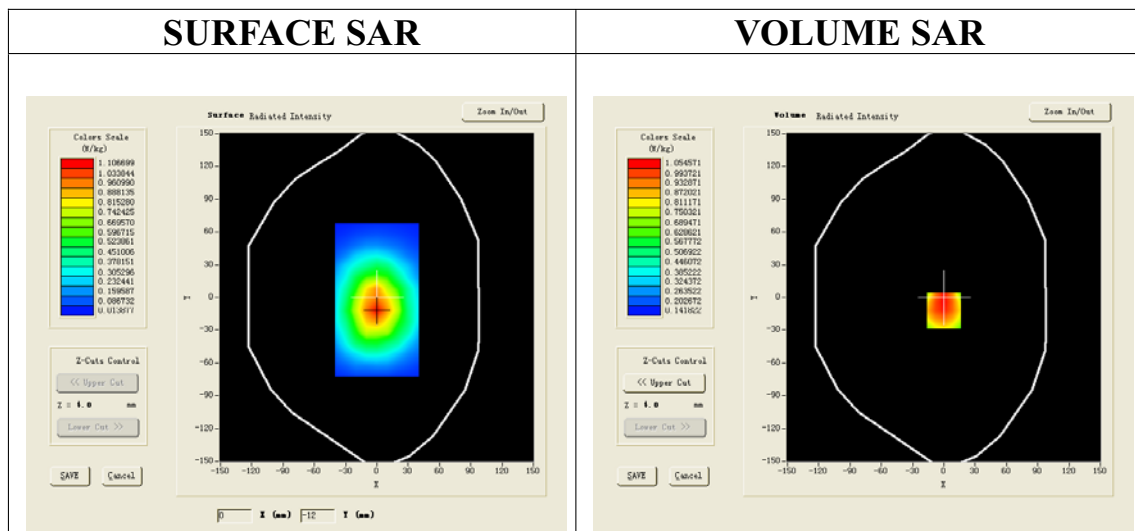 SURFACE SAR
VOLUME SAR
Surface Radiated Intensity
Zoom In/Out
Colors Scale
(W/kg)
1.106699
1.033844
0.960990
0.888135
0.815280
0.742425
0.669570
0.596715
0.523861
0.451006
0.378151
0.305296
0.232441
0.159587
0.086732
0.013877
150
120
90
60
30
0
-30
-60
-90
-120
-150
Y
-150 -120 -90 -60 -30 0 30 60 90 120 150
X
Z-Cuts Control
<< Upper Cut
Z = 4.0 mm
Lower Cut >>
SAVE Cancel
0 X (mm) -12 Y (mm)
Volume Radiated Intensity
Zoom In/Out
Colors Scale
(W/kg)
1.054571
0.993721
0.932871
0.872021
0.811171
0.750321
0.689471
0.628621
0.567772
0.506922
0.446072
0.385222
0.324372
0.263522
0.202672
0.141822
150
120
90
60
30
0
-30
-60
-90
-120
-150
Y
-150 -120 -90 -60 -30 0 30 60 90 120 150
X
Z-Cuts Control
<< Upper Cut
Z = 4.0 mm
Lower Cut >>
SAVE Cancel